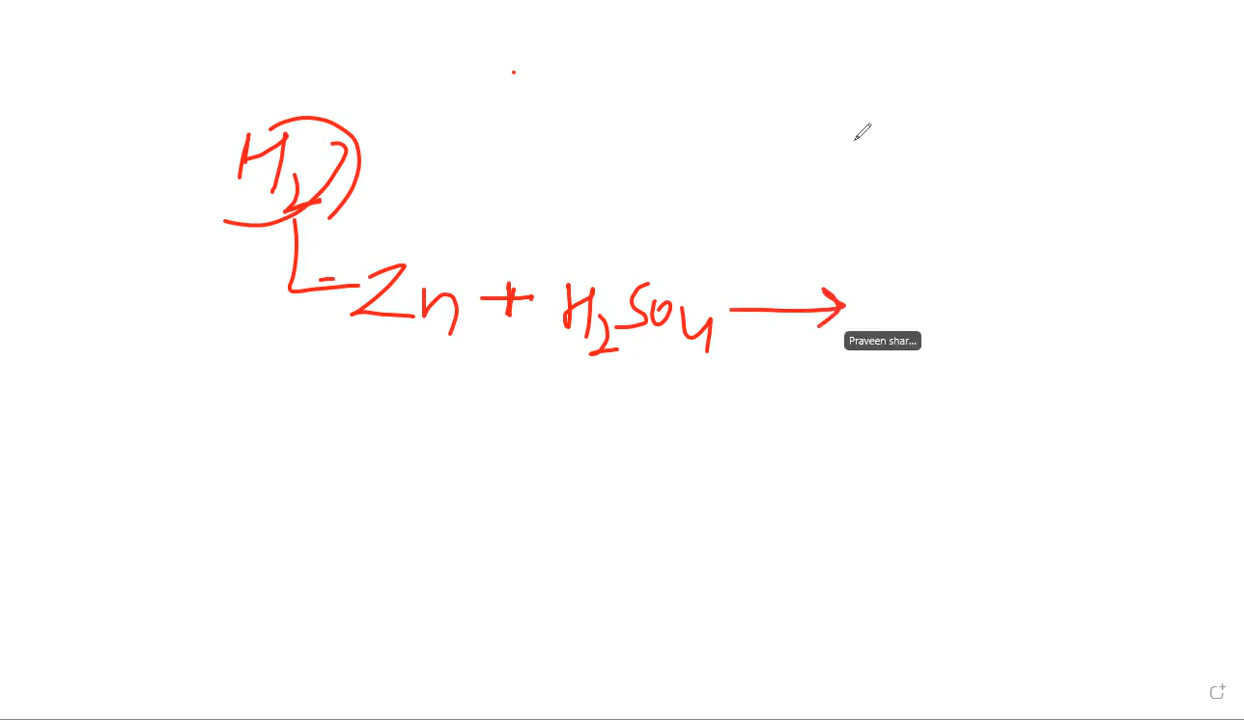 H2
Zn + H2SO4 →
Praveen shar...